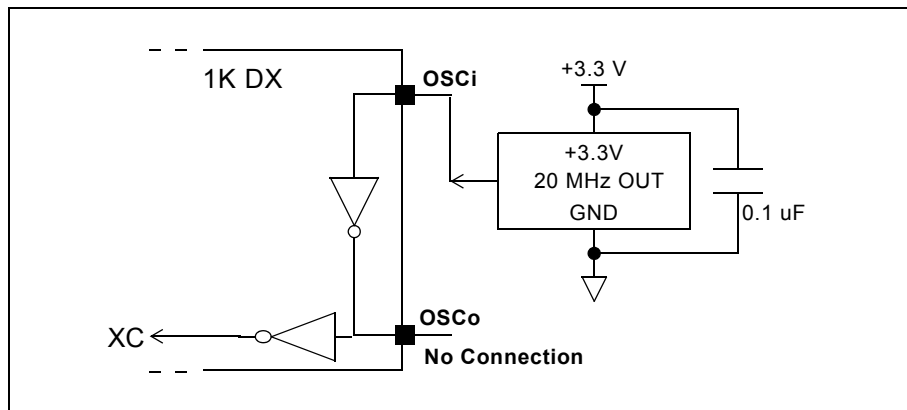 1K DX
OSCi
+3.3 V
+3.3V
20 MHz OUT
GND
0.1 uF
XC
OSCo
No Connection